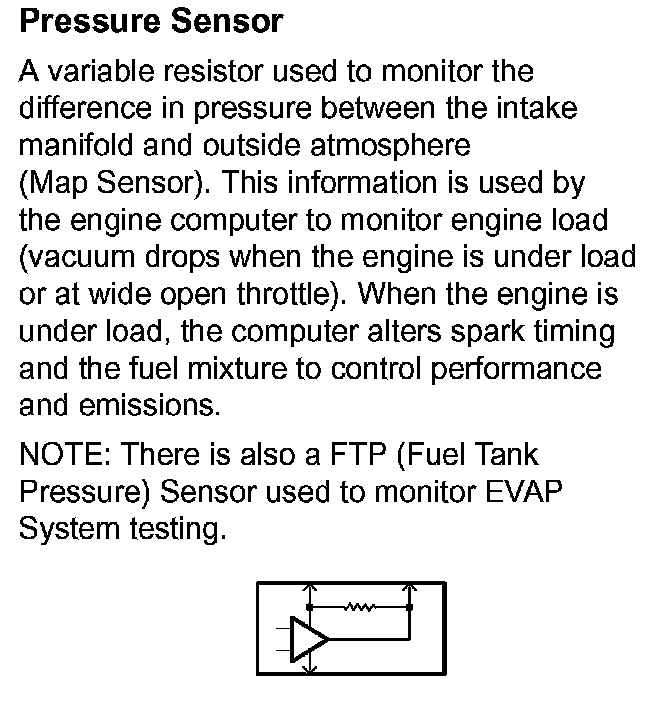 Pressure Sensor
A variable resistor used to monitor the
difference in pressure between the intake
manifold and outside atmosphere
(Map Sensor). This information is used by
the engine computer to monitor engine load
(vacuum drops when the engine is under load
or at wide open throttle). When the engine is
under load, the computer alters spark timing
and the fuel mixture to control performance
and emissions.
NOTE: There is also a FTP (Fuel Tank
Pressure) Sensor used to monitor EVAP
System testing.